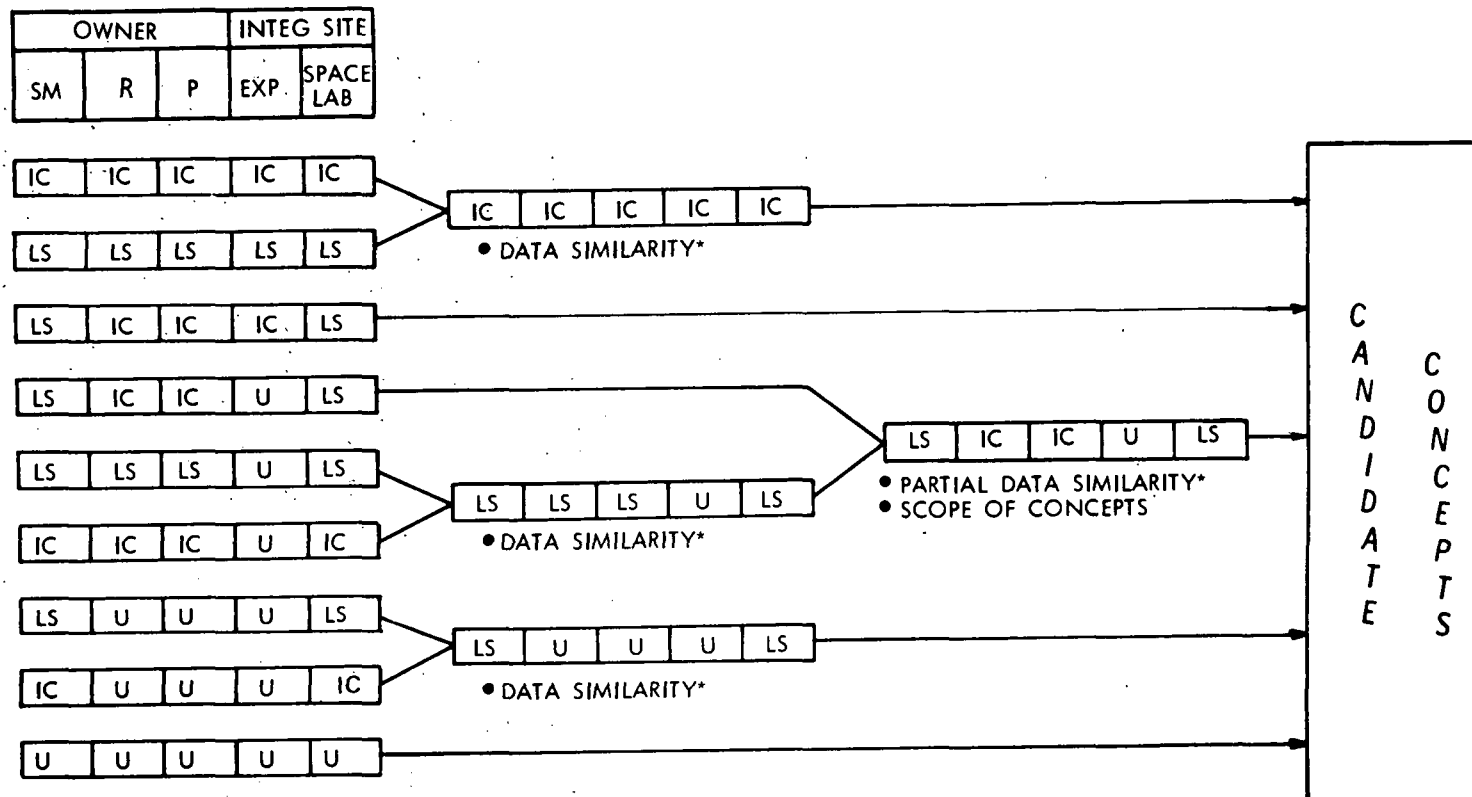 OWNER INTEG SITE
SM R P EXP. SPACE LAB
IC IC IC IC IC
IC IC IC IC IC
LS LS LS LS LS
• DATA SIMILARITY*
LS IC IC IC LS
LS IC IC U LS
LS IC IC U LS
LS LS LS U LS
• PARTIAL DATA SIMILARITY*
LS LS LS U LS
• SCOPE OF CONCEPTS
IC IC IC U IC
• DATA SIMILARITY*
LS U U U LS
LS U U U LS
IC U U U IC
• DATA SIMILARITY*
U U U U U
CANDIDATE
CONCEPTS